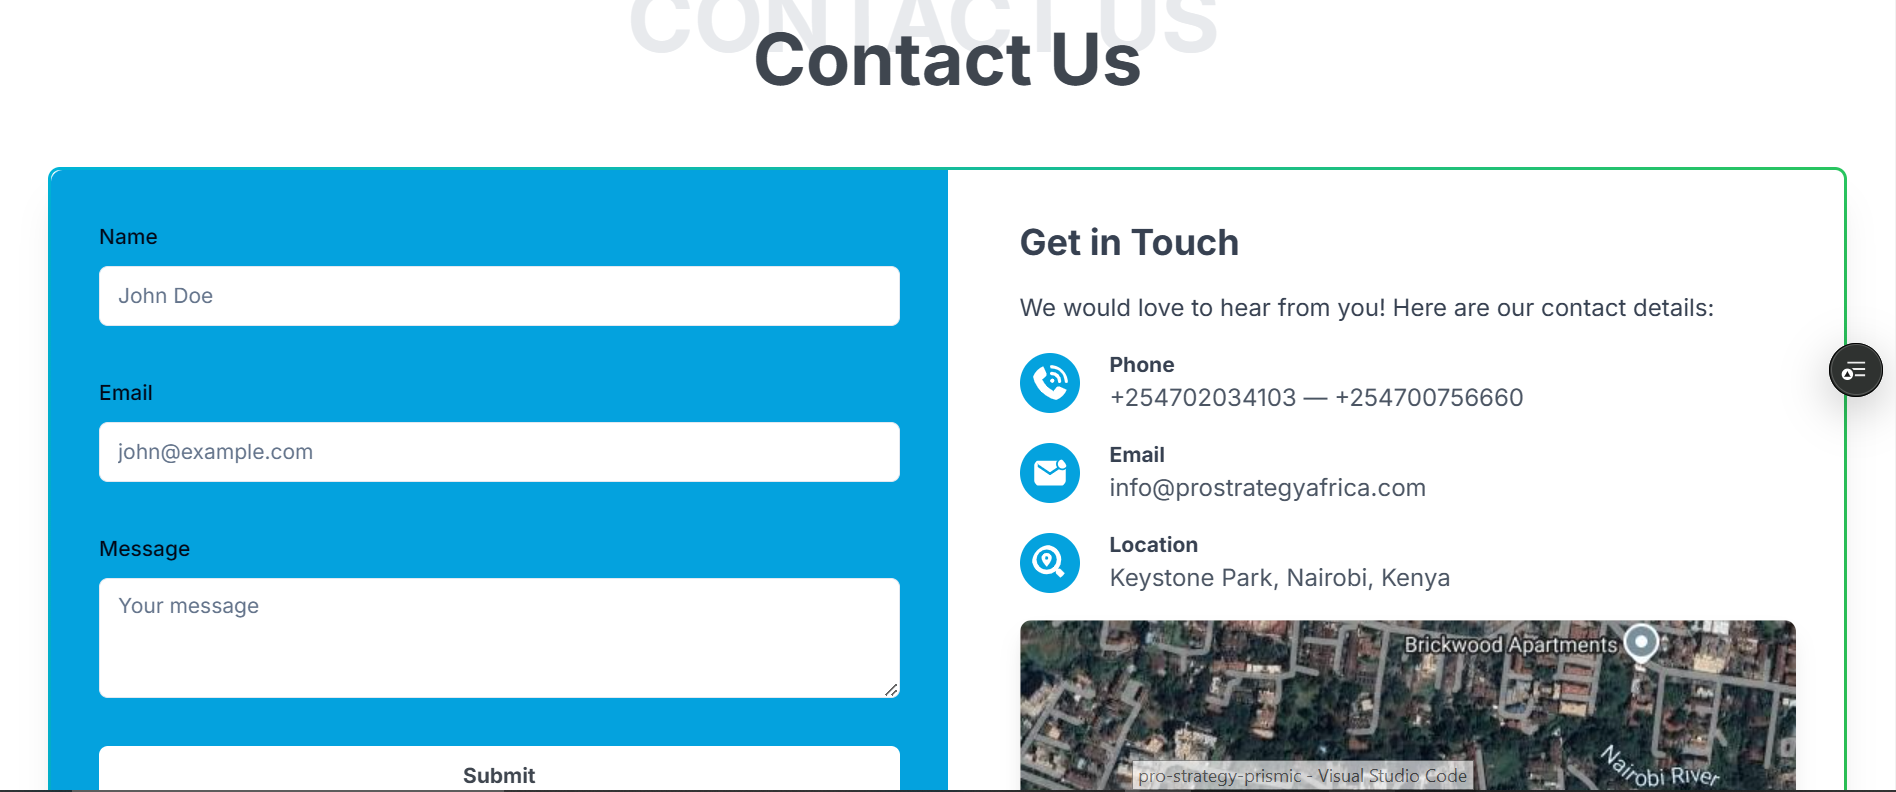 CONTACT US
Contact Us
Name
John Doe
Email
john@example.com
Message
Your message
Submit
Get in Touch
We would love to hear from you! Here are our contact details:
Phone
+254702034103 — +254700756660
Email
info@prostrategyafrica.com
Location
Keystone Park, Nairobi, Kenya
Brickwood Apartments
Nairobi River
pro-strategy-prismic - Visual Studio Code